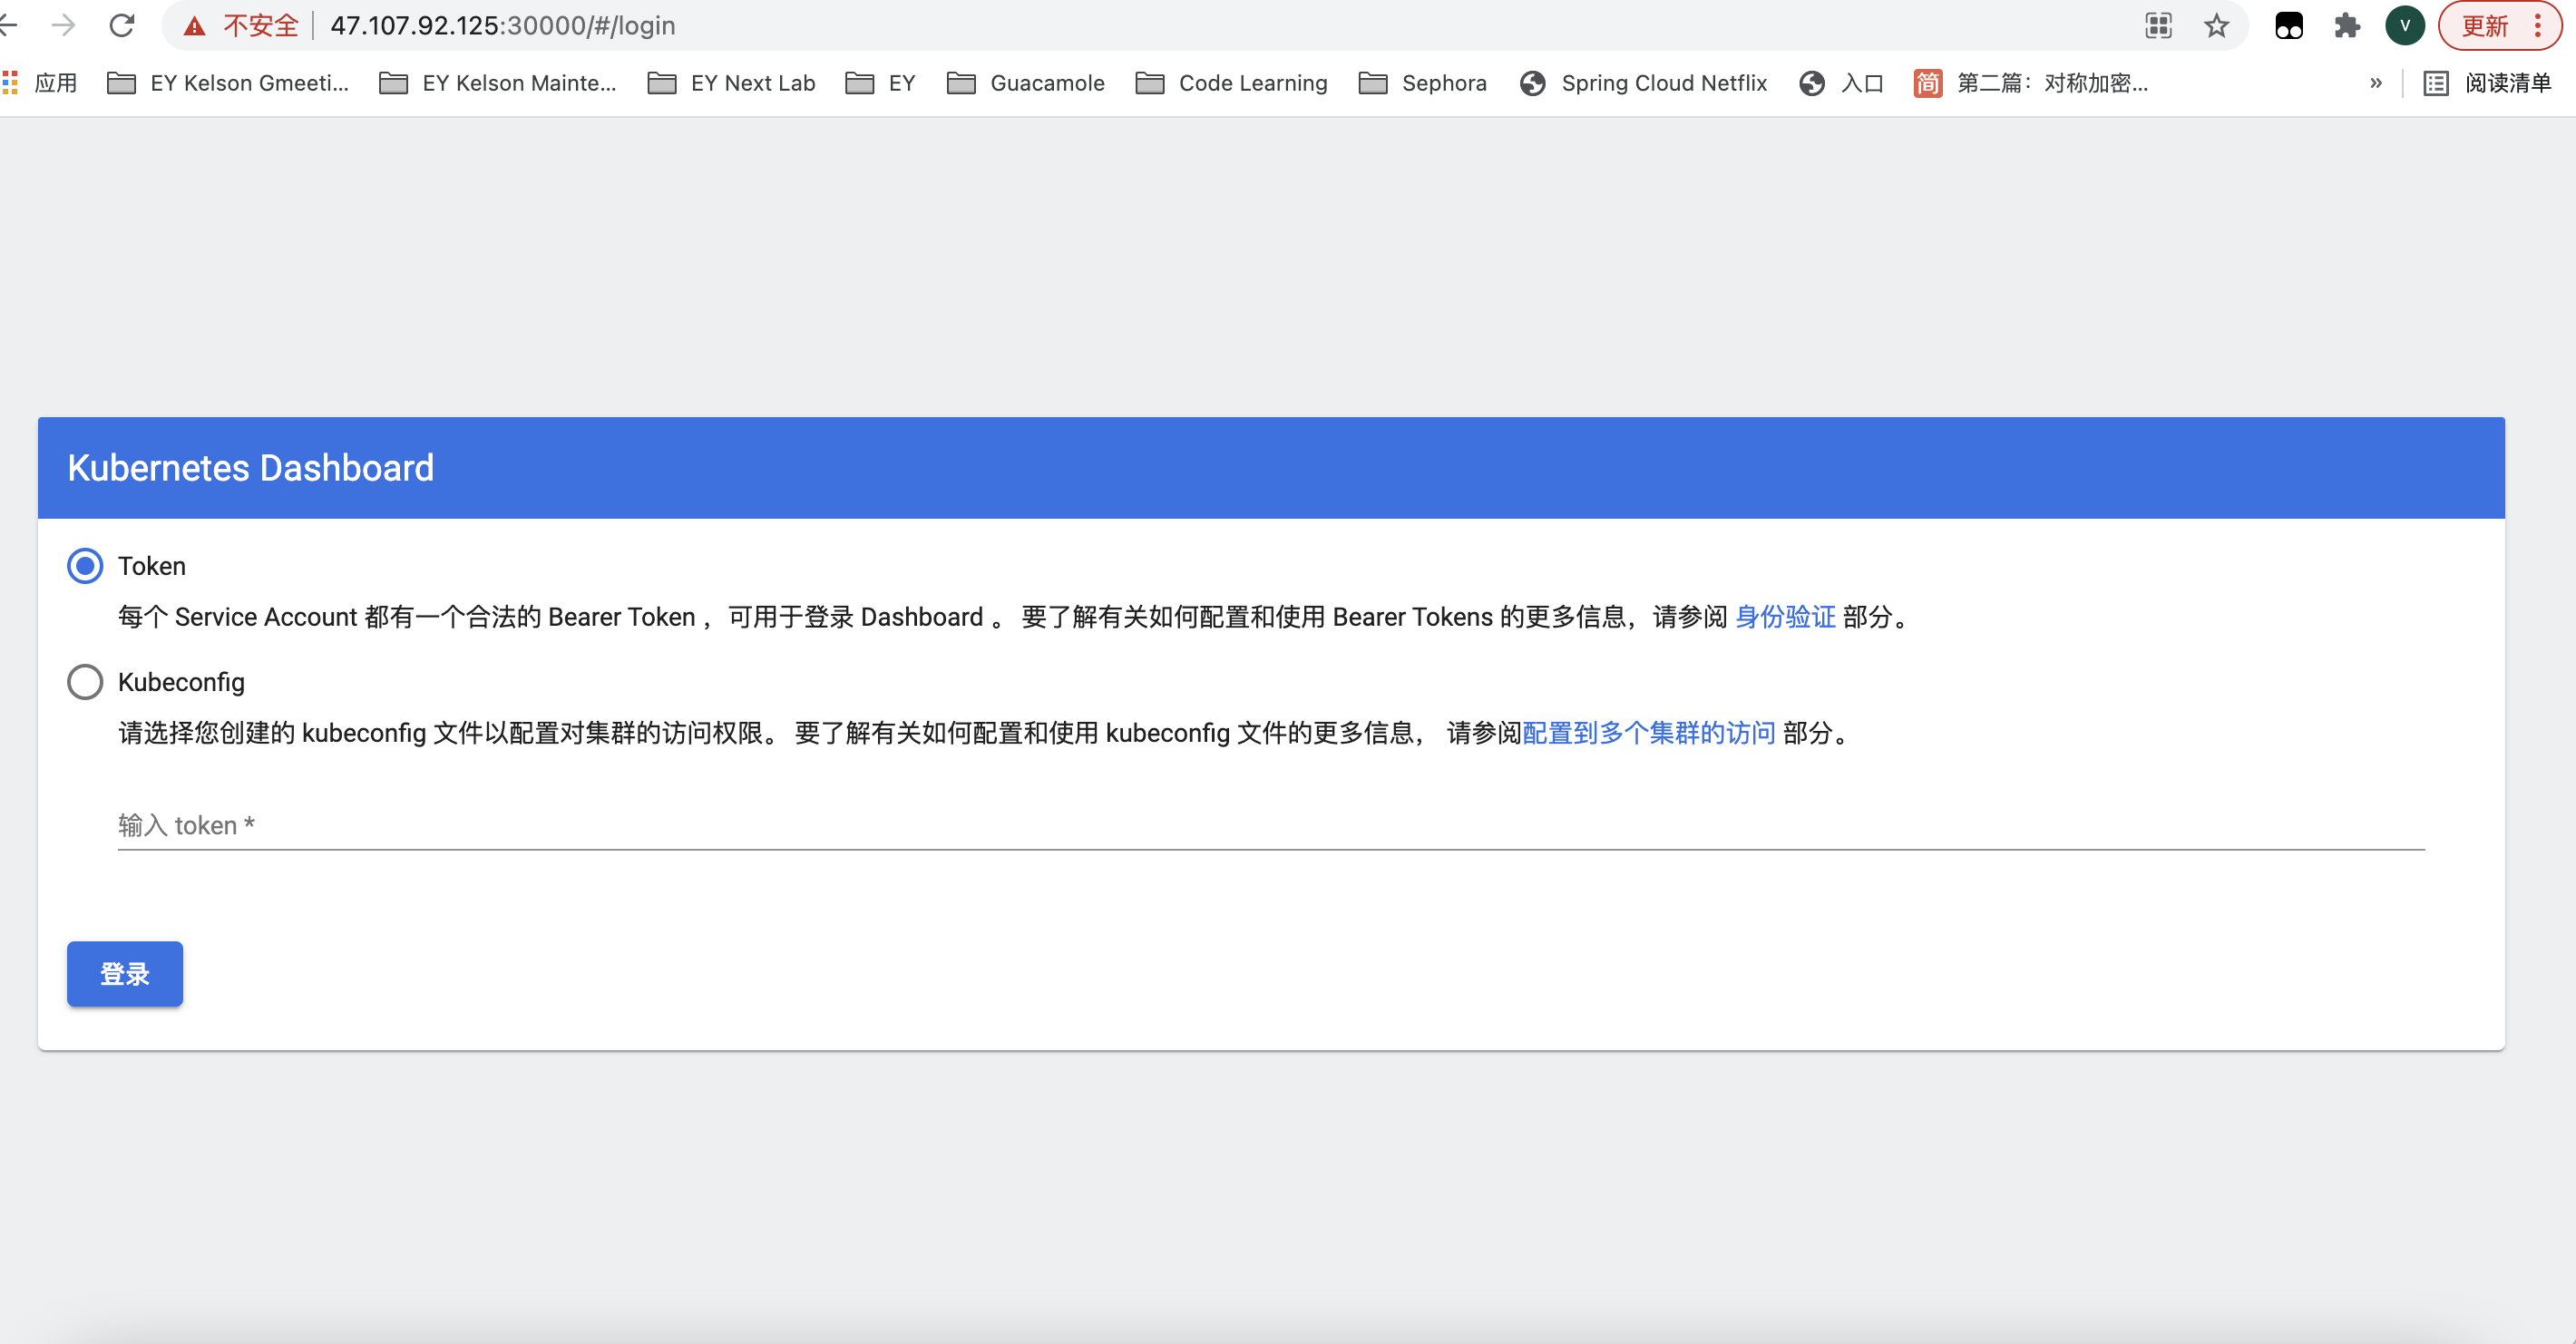 不安全 47.107.92.125:30000/#/login V 更新
应用 EY Kelson Gmeeti... EY Kelson Mainte... EY Next Lab EY Guacamole Code Learning Sephora Spring Cloud Netflix 入口 简 第二篇：对称加密... » 阅读清单
Kubernetes Dashboard
Token
每个 Service Account 都有一个合法的 Bearer Token ，可用于登录 Dashboard 。 要了解有关如何配置和使用 Bearer Tokens 的更多信息，请参阅 身份验证 部分。
Kubeconfig
请选择您创建的 kubeconfig 文件以配置对集群的访问权限。 要了解有关如何配置和使用 kubeconfig 文件的更多信息， 请参阅配置到多个集群的访问 部分。
输入 token *
登录